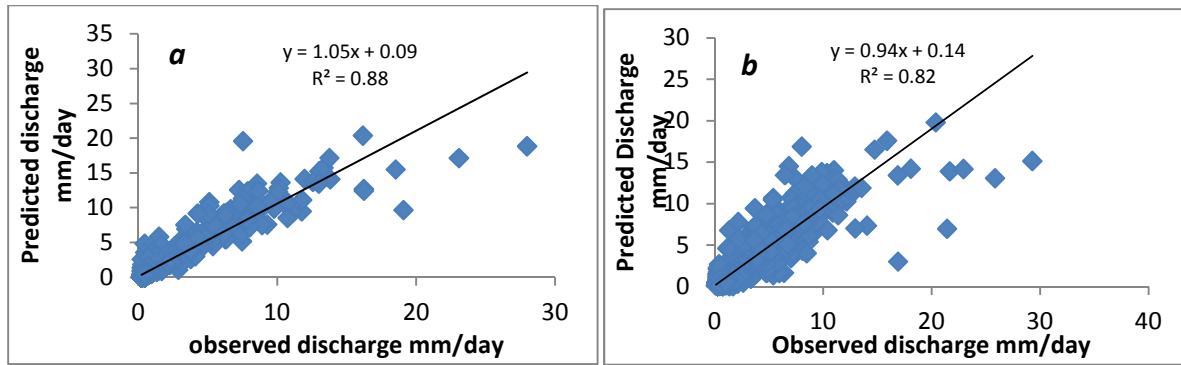 a
y = 1.05x + 0.09
R² = 0.88
Predicted discharge
mm/day
35
30
25
20
15
10
5
0
0 10 20 30
observed discharge mm/day
b
y = 0.94x + 0.14
R² = 0.82
Predicted Discharge
mm/day
30
25
20
15
10
5
0
0 10 20 30 40
Observed discharge mm/day